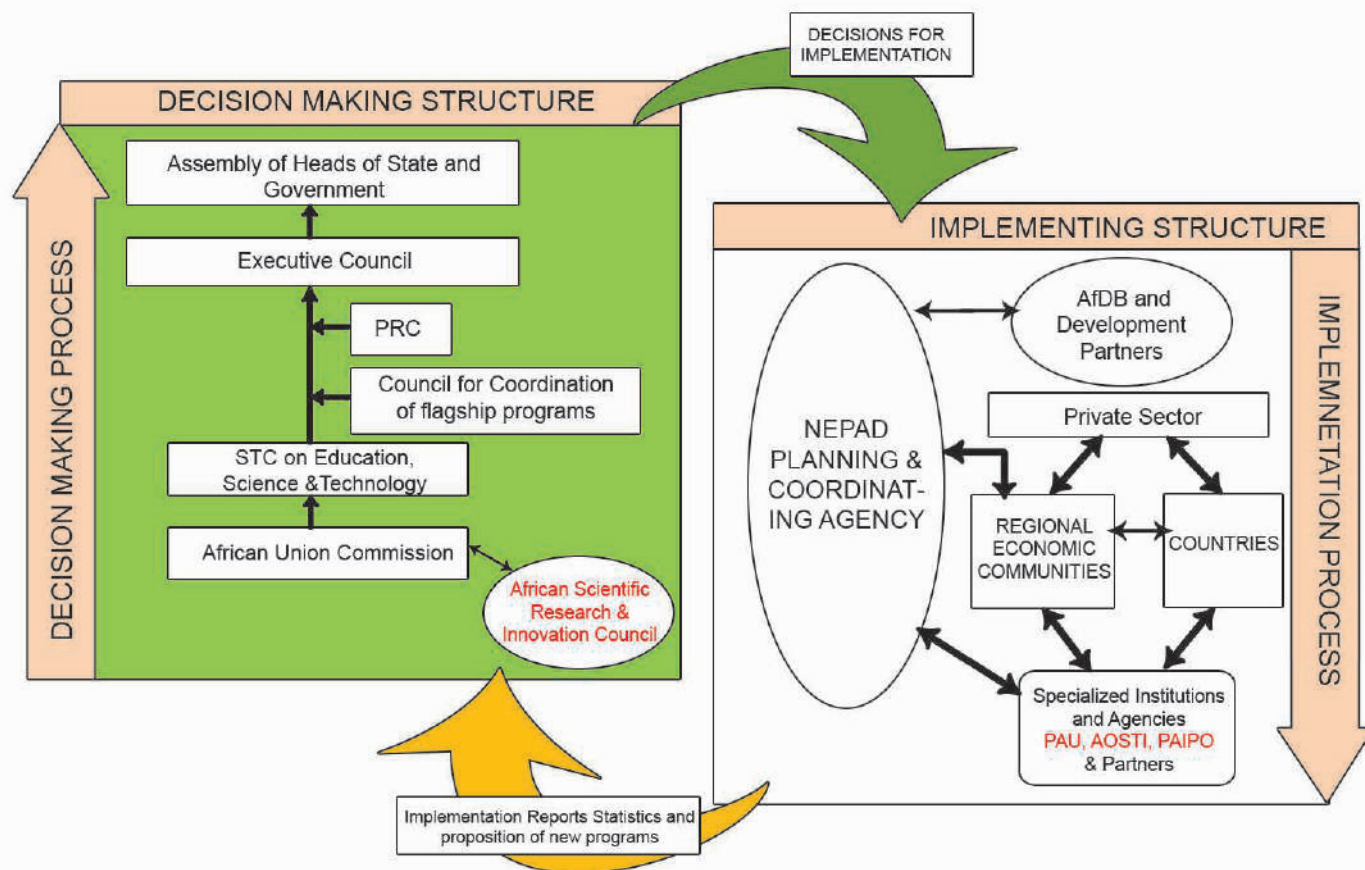 DECISIONS FOR
IMPLEMENTATION
DECISION MAKING STRUCTURE
DECISION MAKING PROCESS
Assembly of Heads of State and
Government
Executive Council
PRC
Council for Coordination
of flagship programs
STC on Education,
Science &Technology
African Union Commission
African Scientific
Research &
Innovation Council
IMPLEMENTING STRUCTURE
IMPLEMNETATION PROCESS
AfDB and
Development
Partners
Private Sector
NEPAD
PLANNING &
COORDINAT-
ING AGENCY
REGIONAL
ECONOMIC
COMMUNITIES
COUNTRIES
Specialized Institutions
and Agencies
PAU, AOSTI, PAIPO
& Partners
Implementation Reports Statistics and
proposition of new programs